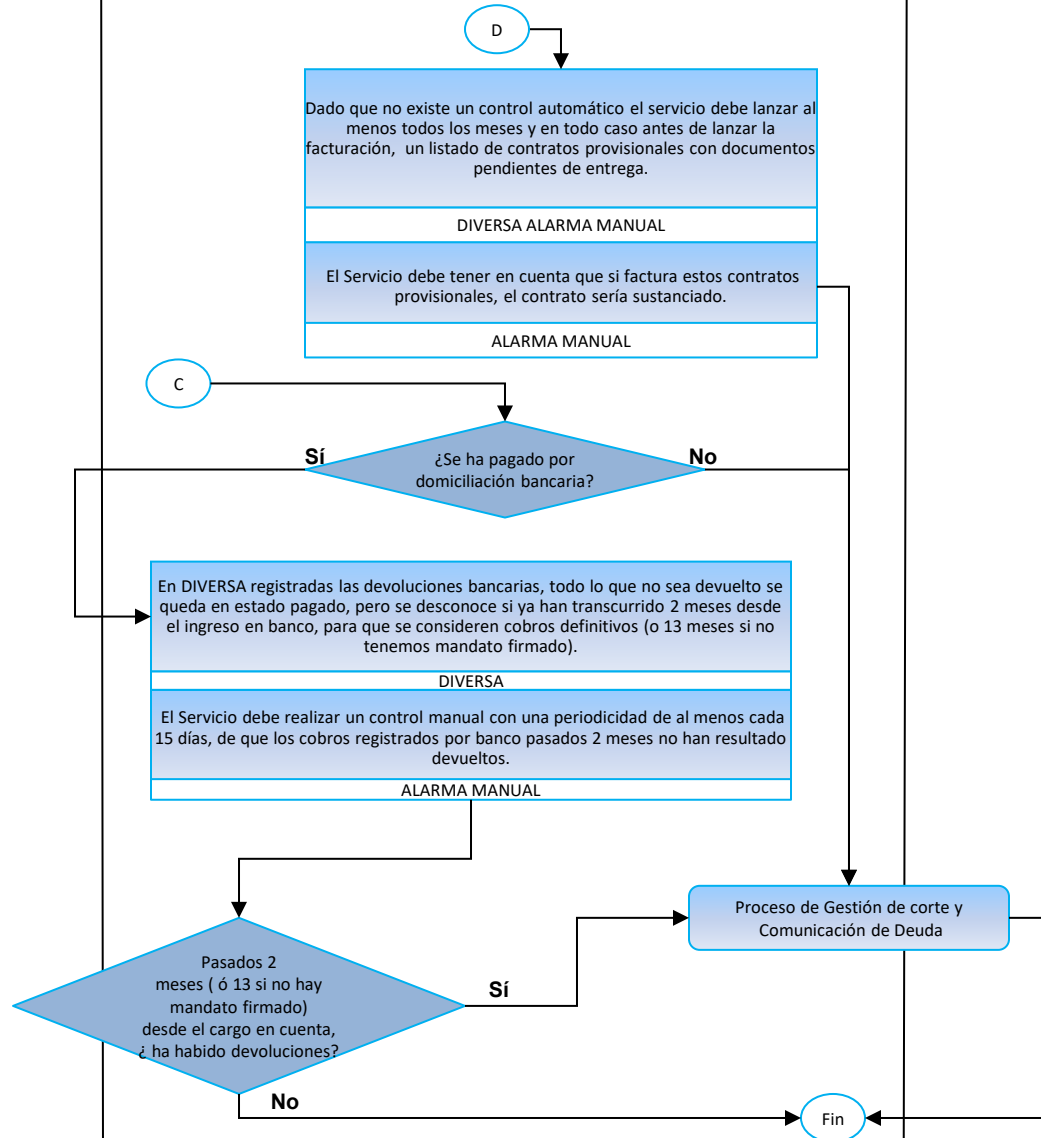 D
Dado que no existe un control automático el servicio debe lanzar al
menos todos los meses y en todo caso antes de lanzar la
facturación,  un listado de contratos provisionales con documentos
pendientes de entrega.
DIVERSA ALARMA MANUAL
El Servicio debe tener en cuenta que si factura estos contratos
provisionales, el contrato sería sustanciado.
ALARMA MANUAL
C
¿Se ha pagado por
domiciliación bancaria?
Sí
No
En DIVERSA registradas las devoluciones bancarias, todo lo que no sea devuelto se
queda en estado pagado, pero se desconoce si ya han transcurrido 2 meses desde
el ingreso en banco, para que se consideren cobros definitivos (o 13 meses si no
tenemos mandato firmado).
DIVERSA
El Servicio debe realizar un control manual con una periodicidad de al menos cada
15 días, de que los cobros registrados por banco pasados 2 meses no han resultado
devueltos.
ALARMA MANUAL
Proceso de Gestión de corte y
Comunicación de Deuda
Pasados 2
meses ( ó 13 si no hay
mandato firmado)
desde el cargo en cuenta,
¿ ha habido devoluciones?
Sí
No
Fin